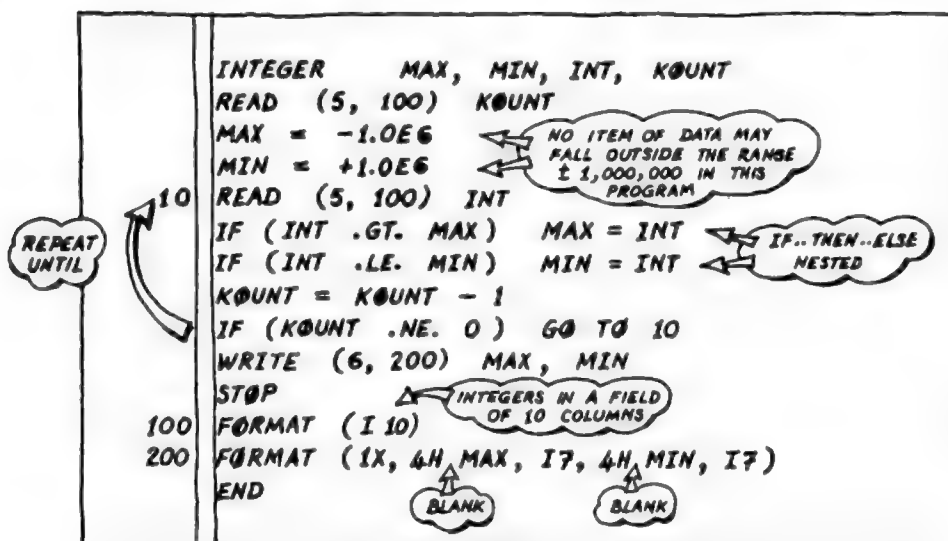 INTEGER MAX, MIN, INT, KØUNT
READ (5, 100) KØUNT
MAX = -1.0E6
MIN = +1.0E6
NO ITEM OF DATA MAY
FALL OUTSIDE THE RANGE
± 1,000,000 IN THIS
PROGRAM
10 READ (5, 100) INT
IF (INT .GT. MAX) MAX = INT
IF (INT .LE. MIN) MIN = INT
IF..THEN..ELSE
NESTED
REPEAT
UNTIL
KØUNT = KØUNT - 1
IF (KØUNT .NE. 0) GØ TØ 10
WRITE (6, 200) MAX, MIN
STØP
INTEGERS IN A FIELD
OF 10 COLUMNS
100 FØRMAT (I 10)
200 FØRMAT (1X, 4H MAX, I7, 4H MIN, I7)
END
BLANK
BLANK